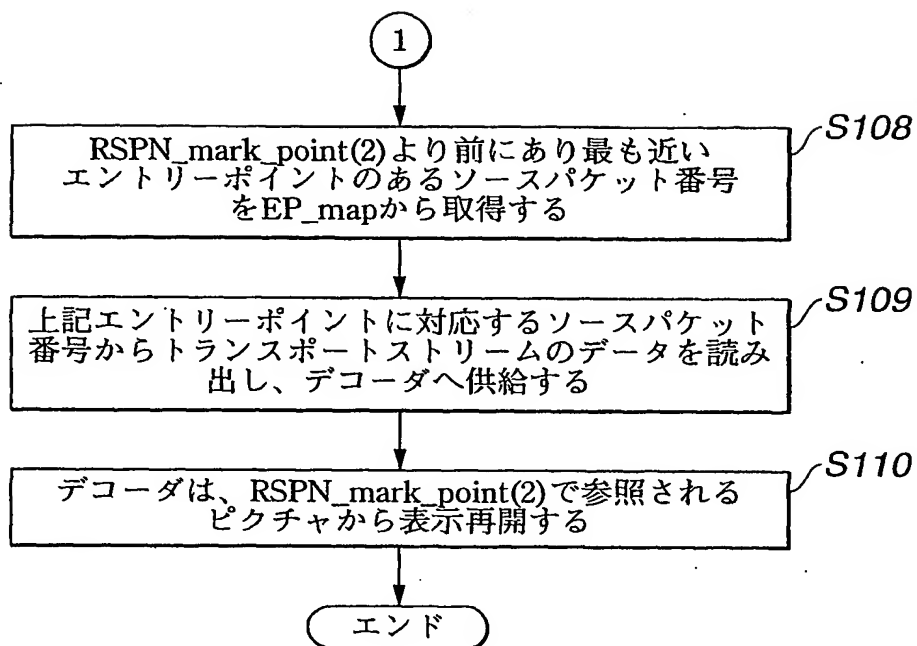 1
RSPN_mark_point(2)より前にあり最も近い
エントリーポイントのあるソースパケット番号
をEP_mapから取得する
S108
上記エントリーポイントに対応するソースパケット
番号からトランスポートストリームのデータを読み
出し、デコーダへ供給する
S109
デコーダは、RSPN_mark_point(2)で参照される
ピクチャから表示再開する
S110
エンド